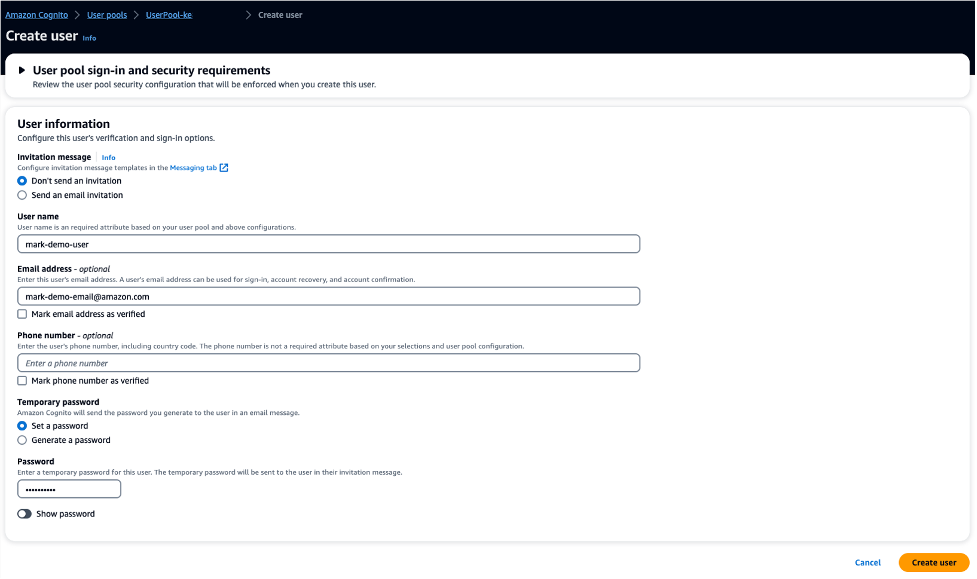 Amazon Cognito > User pools > UserPool-ke > Create user
Create user Info
User pool sign-in and security requirements
Review the user pool security configuration that will be enforced when you create this user.
User information
Configure this user's verification and sign-in options.
Invitation message Info
Configure invitation message templates in the Messaging tab
Don't send an invitation
Send an email invitation
User name
User name is an required attribute based on your user pool and above configurations.
mark-demo-user
Email address - optional
Enter this user's email address. A user's email address can be used for sign-in, account recovery, and account confirmation.
mark-demo-email@amazon.com
Mark email address as verified
Phone number - optional
Enter the user's phone number, including country code. The phone number is not a required attribute based on your selections and user pool configuration.
Enter a phone number
Mark phone number as verified
Temporary password
Amazon Cognito will send the password you generate to the user in an email message.
Set a password
Generate a password
Password
Enter a temporary password for this user. The temporary password will be sent to the user in their invitation message.
••••••••••
Show password
Cancel Create user